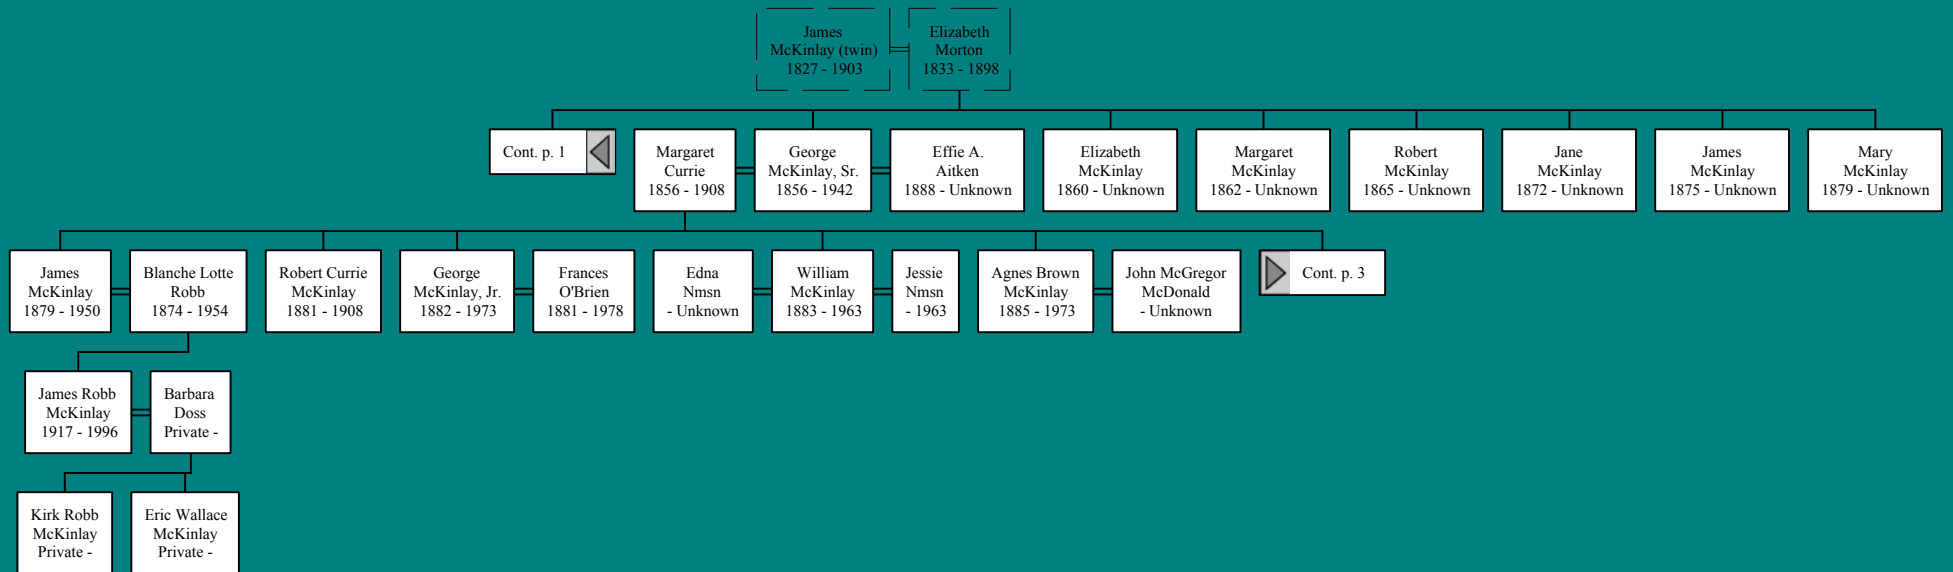 James
McKinlay (twin)
1827 - 1903
Elizabeth
Morton
1833 - 1898
Cont. p. 1
Margaret
Currie
1856 - 1908
George
McKinlay, Sr.
1856 - 1942
Effie A.
Aitken
1888 - Unknown
Elizabeth
McKinlay
1860 - Unknown
Margaret
McKinlay
1862 - Unknown
Robert
McKinlay
1865 - Unknown
Jane
McKinlay
1872 - Unknown
James
McKinlay
1875 - Unknown
Mary
McKinlay
1879 - Unknown
James
McKinlay
1879 - 1950
Blanche Lotte
Robb
1874 - 1954
Robert Currie
McKinlay
1881 - 1908
George
McKinlay, Jr.
1882 - 1973
Frances
O'Brien
1881 - 1978
Edna
Nmsn
- Unknown
William
McKinlay
1883 - 1963
Jessie
Nmsn
- 1963
Agnes Brown
McKinlay
1885 - 1973
John McGregor
McDonald
- Unknown
Cont. p. 3
James Robb
McKinlay
1917 - 1996
Barbara
Doss
Private -
Kirk Robb
McKinlay
Private -
Eric Wallace
McKinlay
Private -